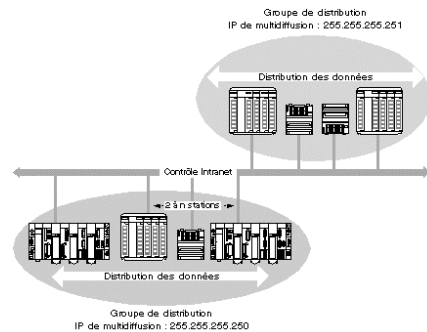 Groupe de distribution
IP de multidiffusion : 255.255.255.251
Distribution des données
Contrôle Intranet
2 à n stations
Distribution des données
Groupe de distribution
IP de multidiffusion : 255.255.255.250